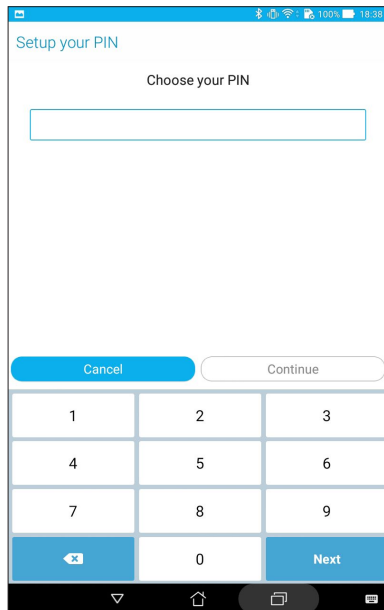 100% 18:38
Setup your PIN
Choose your PIN
Cancel Continue
1 2 3
4 5 6
7 8 9
0 Next